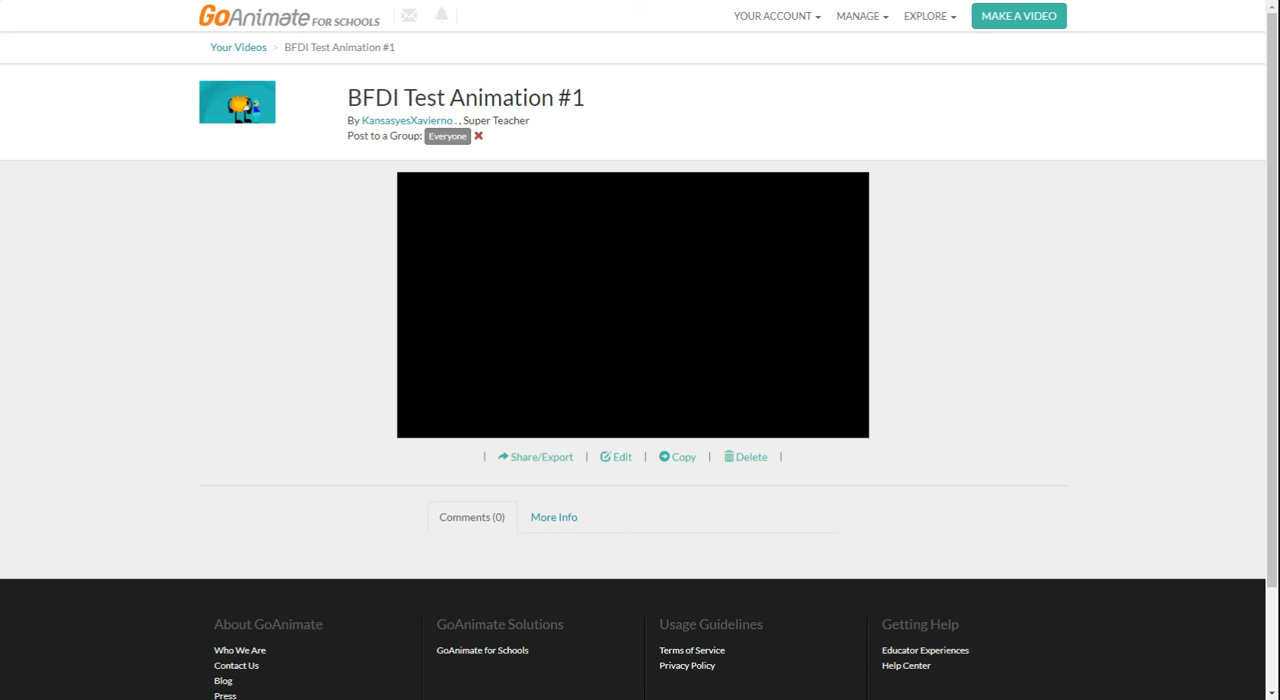 GoAnimate FOR SCHOOLS YOUR ACCOUNT MANAGE EXPLORE MAKE A VIDEO
Your Videos > BFDI Test Animation #1
BFDI Test Animation #1
By KansasyesXavierno . , Super Teacher
Post to a Group: Everyone
| Share/Export | Edit | Copy | Delete |
Comments (0) More Info
About GoAnimate GoAnimate Solutions Usage Guidelines Getting Help
Who We Are GoAnimate for Schools Terms of Service Educator Experiences
Contact Us Privacy Policy Help Center
Blog
Press